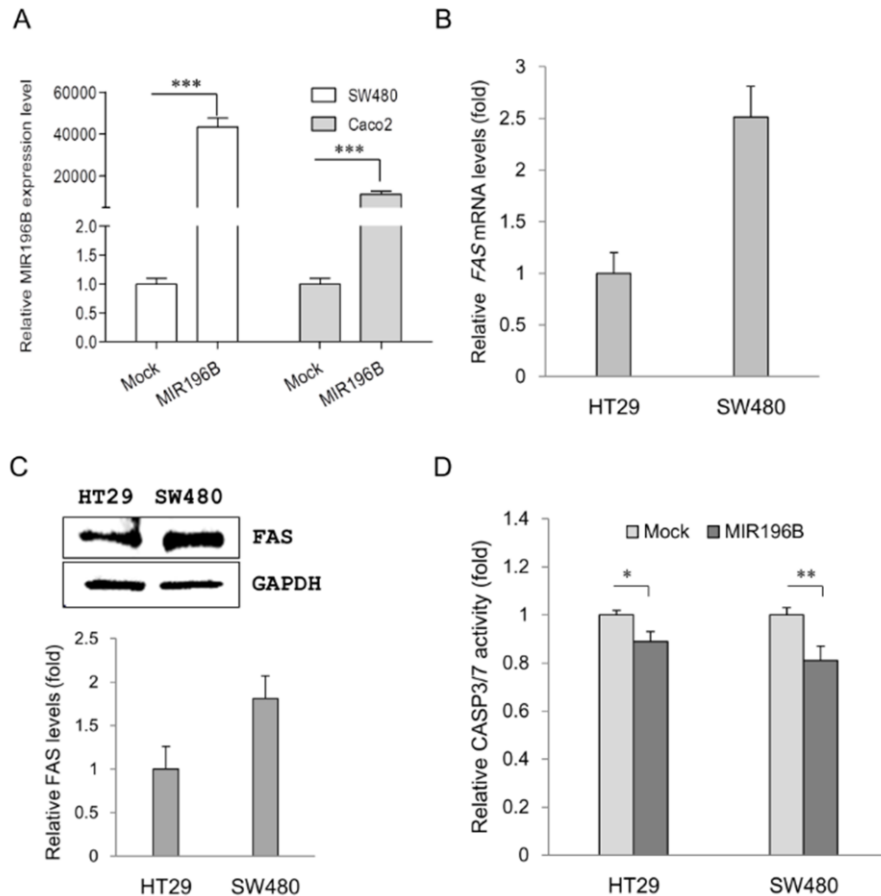 A
Relative MIR196B expression level
60000
40000
20000
2.0
1.5
1.0
0.5
0.0
***
***
SW480
Caco2
Mock
MIR196B
Mock
MIR196B
B
Relative FAS mRNA levels (fold)
3
2.5
2
1.5
1
0.5
0
HT29
SW480
C
HT29 SW480
FAS
GAPDH
Relative FAS levels (fold)
2.5
2
1.5
1
0.5
0
HT29
SW480
D
Relative CASP3/7 activity (fold)
1.4
1.2
1
0.8
0.6
0.4
0.2
0
Mock MIR196B
*
**
HT29
SW480